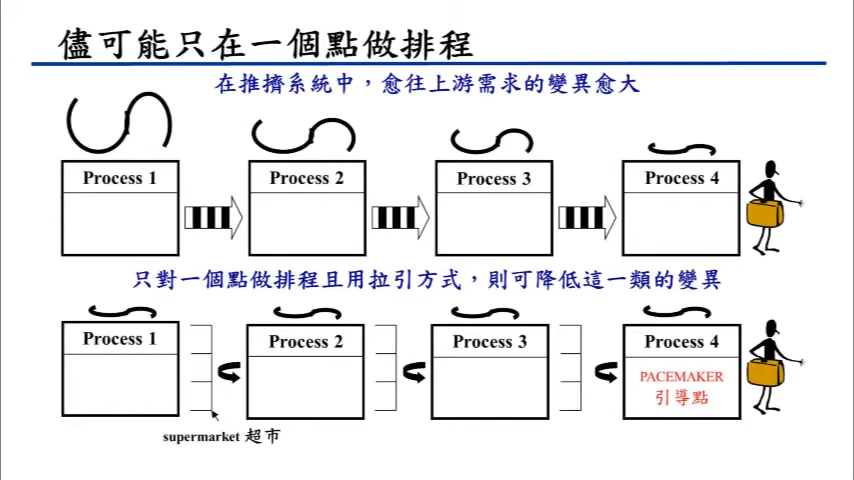 儘可能只在一個點做排程
在推擠系統中，愈往上游需求的變異愈大
Process 1
Process 2
Process 3
Process 4
只對一個點做排程且用拉引方式，則可降低這一類的變異
Process 1
Process 2
Process 3
Process 4
PACEMAKER
引導點
supermarket 超市